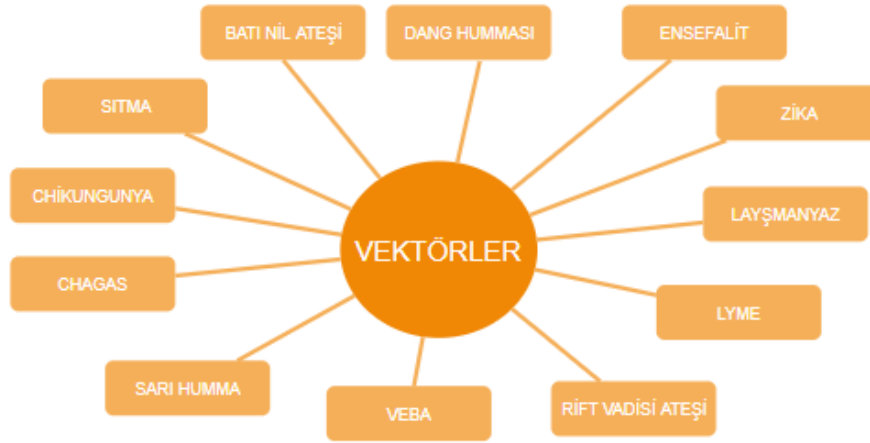 BATI NİL ATEŞİ
DANG HUMMASI
ENSEFALİT
SITMA
ZİKA
CHİKUNGUNYA
LAYŞMANYAZ
VEKTÖRLER
CHAGAS
LYME
SARI HUMMA
VEBA
RİFT VADİSİ ATEŞİ